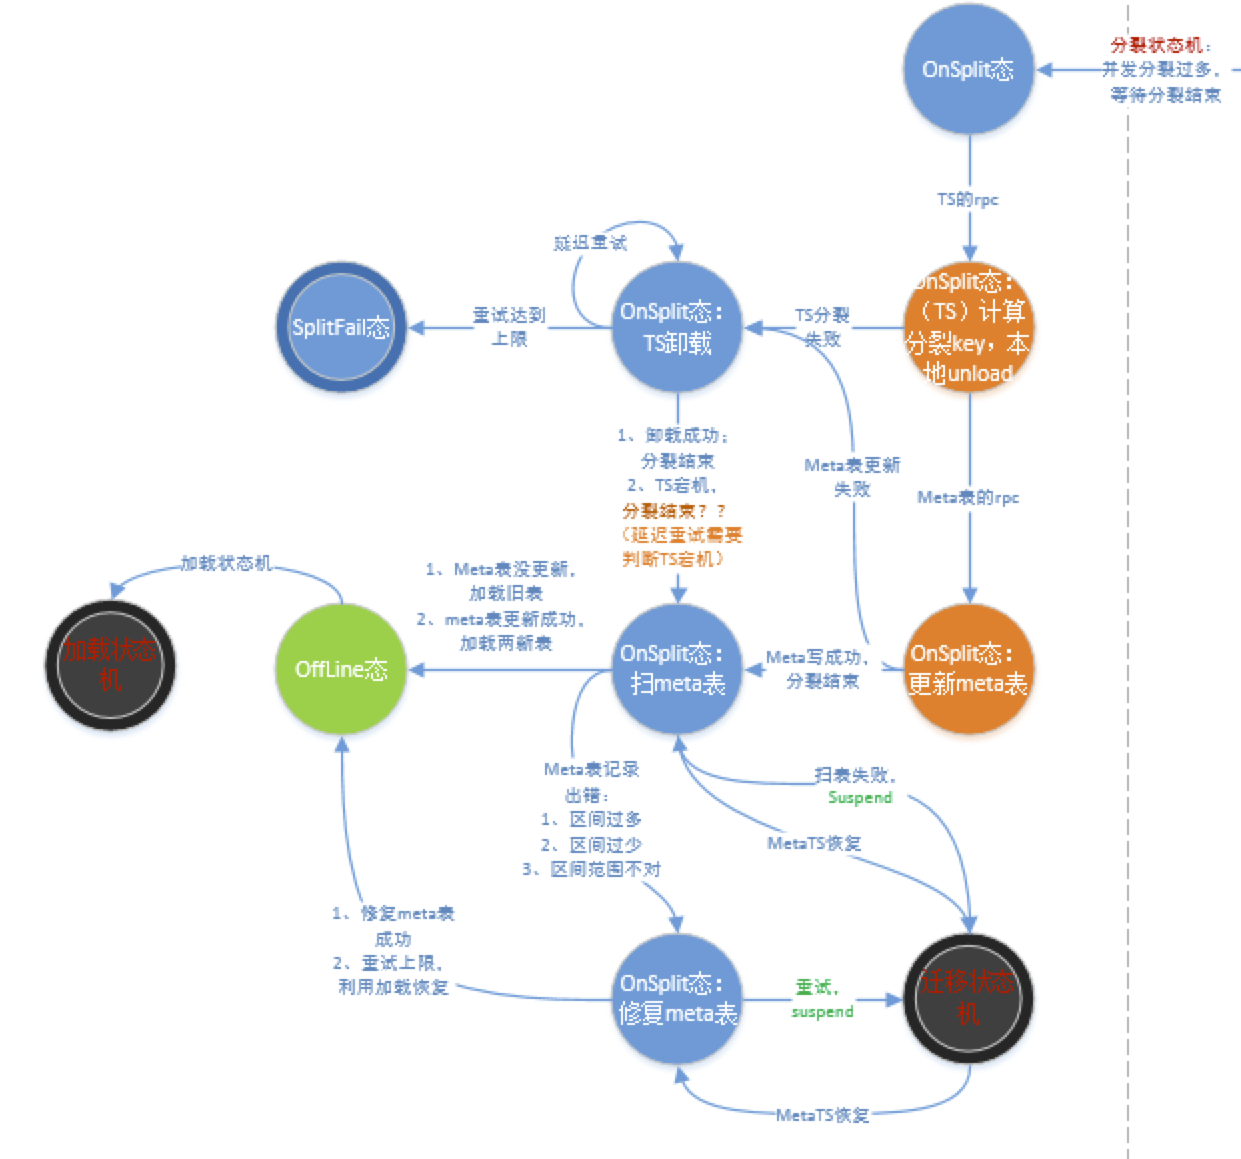 分裂状态机：
并发分裂过多，
等待分裂结束
OnSplit态
TS的rpc
延迟重试
SplitFail态
重试达到
上限
OnSplit态：
TS卸载
TS分裂
失败
OnSplit态：
（TS）计算
分裂key，本
地unload
1、卸载成功；
分裂结束
2、TS宕机，
分裂结束？？
（延迟重试需要
判断TS宕机）
Meta表更新
失败
Meta表的rpc
加载状态机
1、Meta表没更新，
加载旧表
2、meta表更新成功，
加载两新表
加载状态
机
OffLine态
OnSplit态：
扫meta表
Meta写成功，
分裂结束
OnSplit态：
更新meta表
Meta表记录
出错：
1、区间过多
2、区间过少
3、区间范围不对
扫表失败，
Suspend
MetaTS恢复
1、修复meta表
成功
2、重试上限，
利用加载恢复
OnSplit态：
修复meta表
重试，
suspend
迁移状态
机
MetaTS恢复